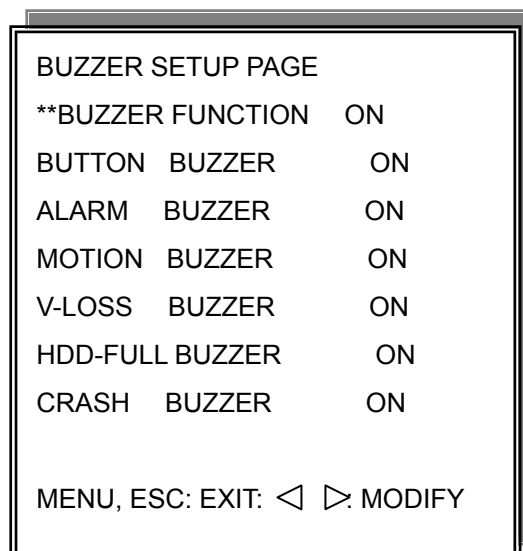 BUZZER SETUP PAGE
**BUZZER FUNCTION ON
BUTTON BUZZER ON
ALARM BUZZER ON
MOTION BUZZER ON
V-LOSS BUZZER ON
HDD-FULL BUZZER ON
CRASH BUZZER ON
MENU, ESC: EXIT: ◁ ▷: MODIFY